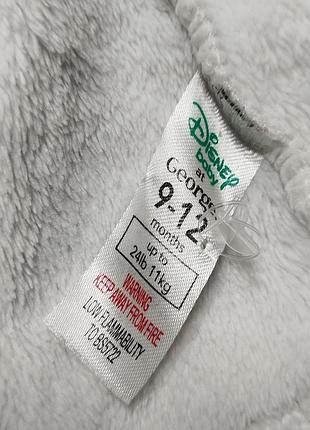 Disney
baby
at
George
9-12
months
up to
24lb 11kg
WARNING
KEEP AWAY FROM FIRE
LOW FLAMMABILITY
TO BS5722